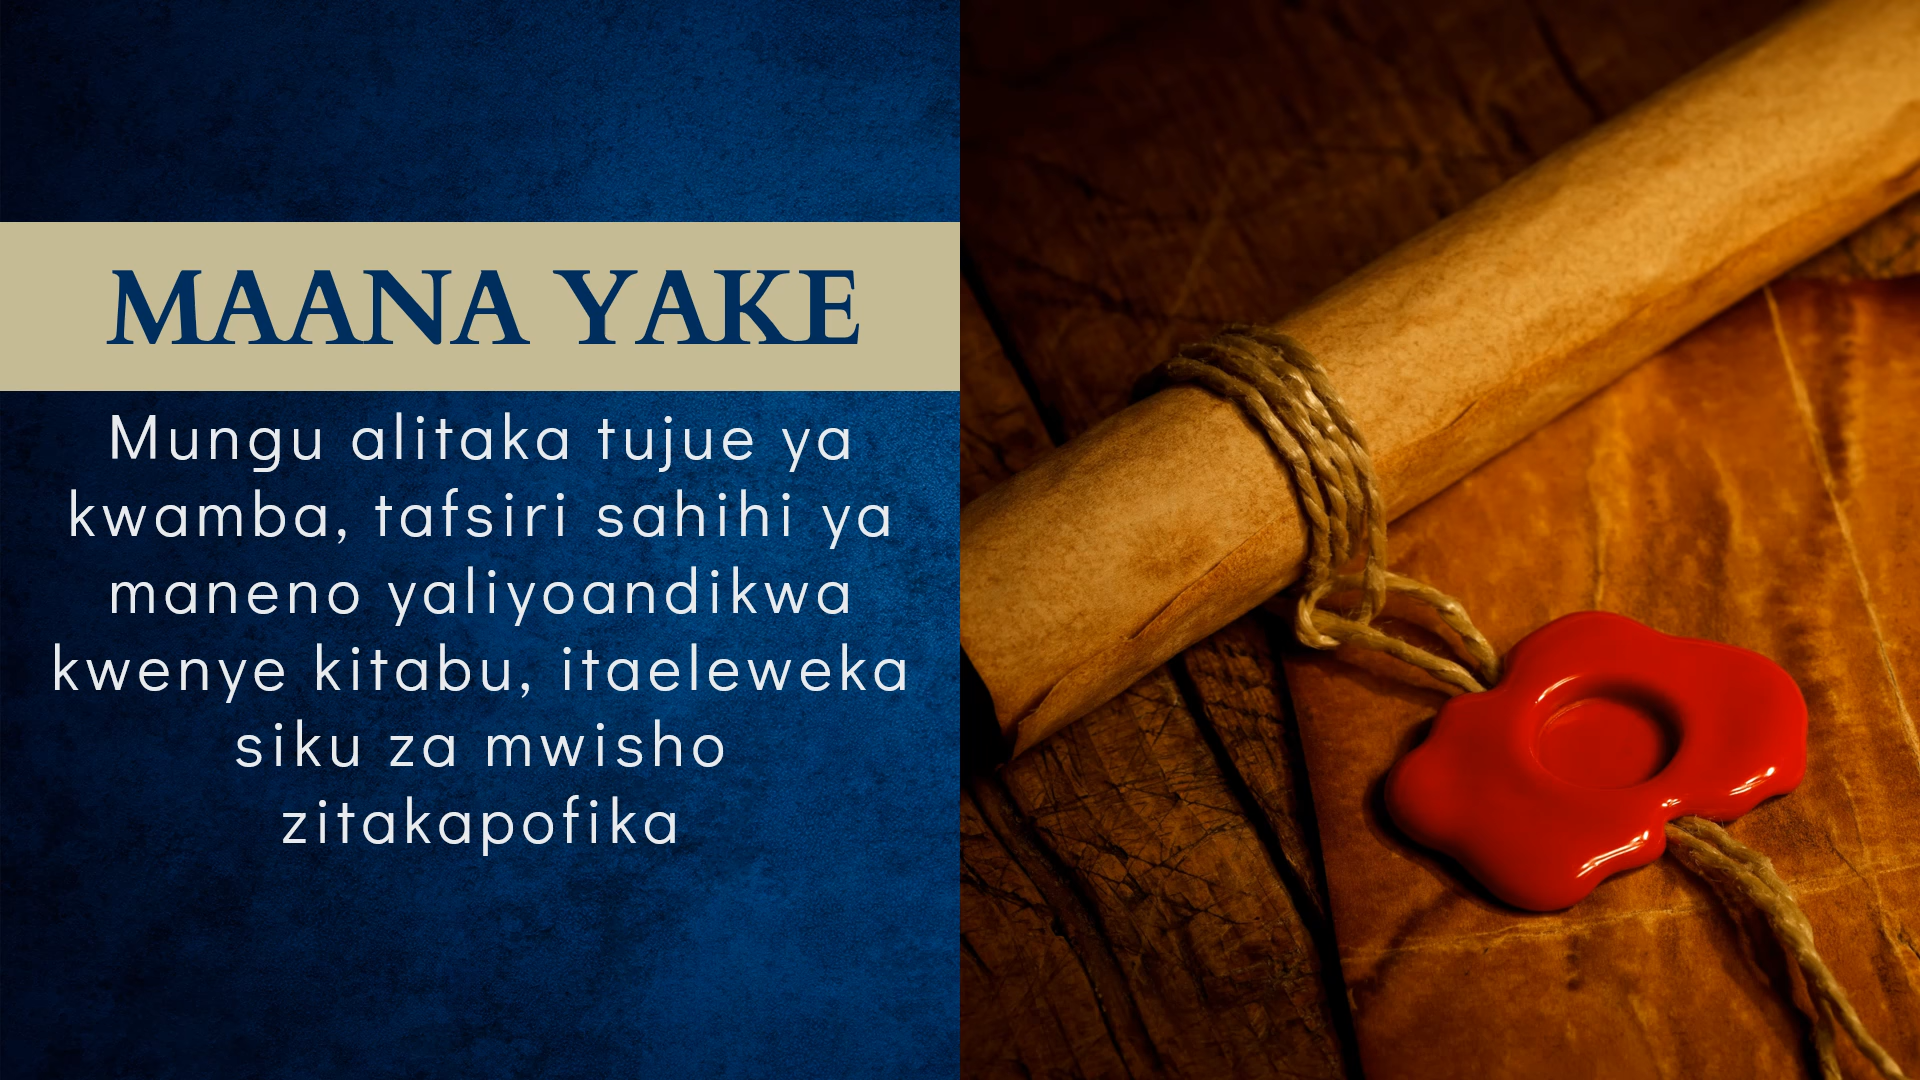 MAANA YAKE
Mungu alitaka tujue ya
kwamba, tafsiri sahihi ya
maneno yaliyoandikwa
kwenye kitabu, itaeleweka
siku za mwisho
zitakapofika